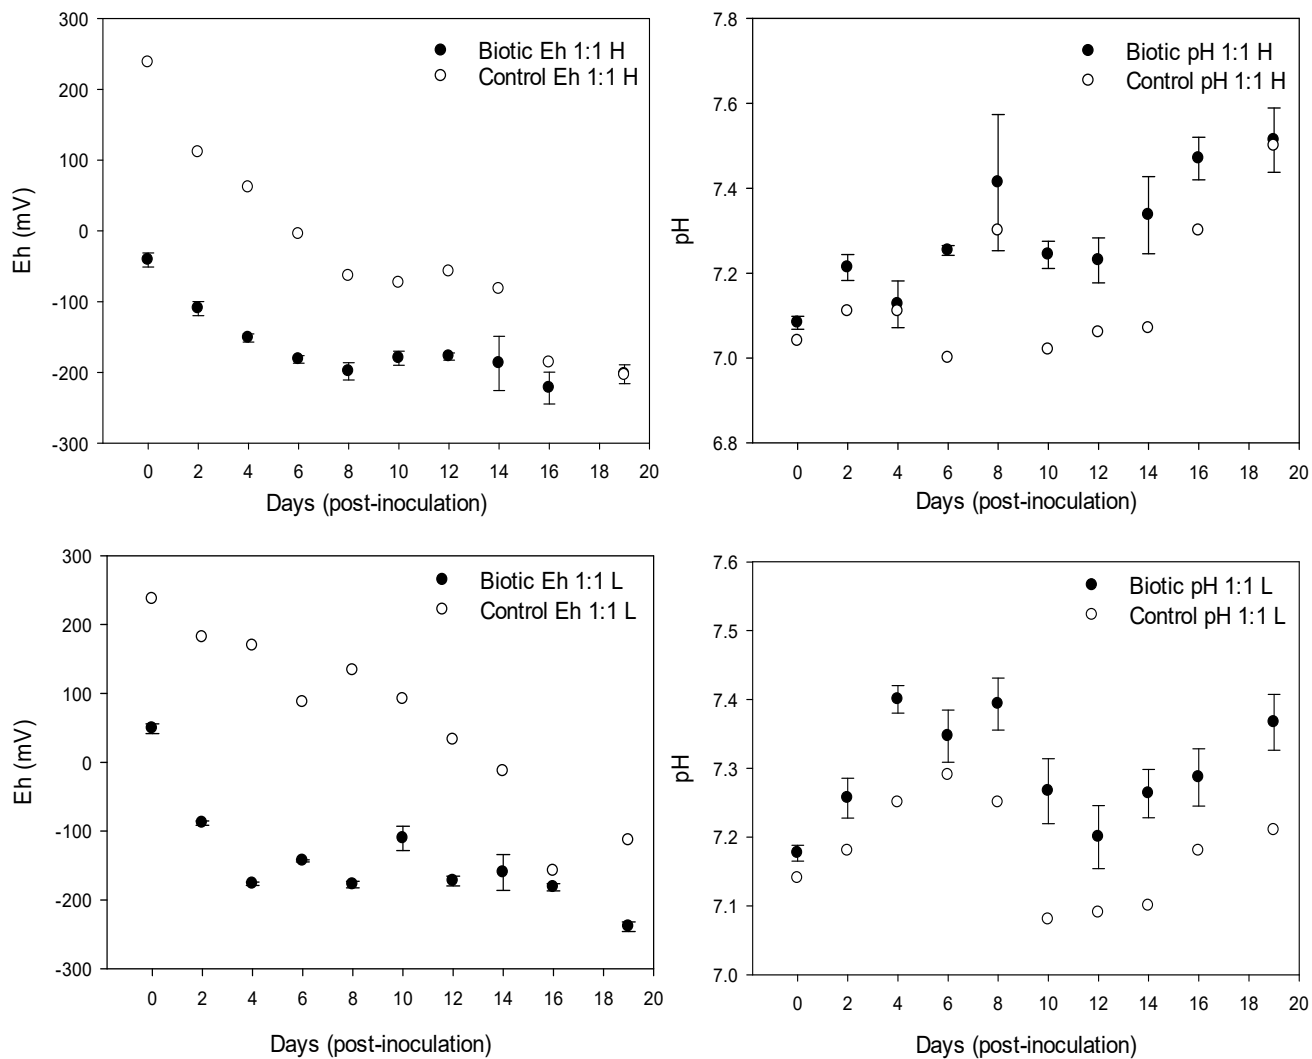 300
200
100
0
-100
-200
-300
Eh (mV)
Biotic Eh 1:1 H
Control Eh 1:1 H
0 2 4 6 8 10 12 14 16 18 20
Days (post-inoculation)
7.8
7.6
7.4
7.2
7.0
6.8
pH
Biotic pH 1:1 H
Control pH 1:1 H
0 2 4 6 8 10 12 14 16 18 20
Days (post-inoculation)
300
200
100
0
-100
-200
-300
Eh (mV)
Biotic Eh 1:1 L
Control Eh 1:1 L
0 2 4 6 8 10 12 14 16 18 20
Days (post-inoculation)
7.6
7.5
7.4
7.3
7.2
7.1
7.0
pH
Biotic pH 1:1 L
Control pH 1:1 L
0 2 4 6 8 10 12 14 16 18 20
Days (post-inoculation)